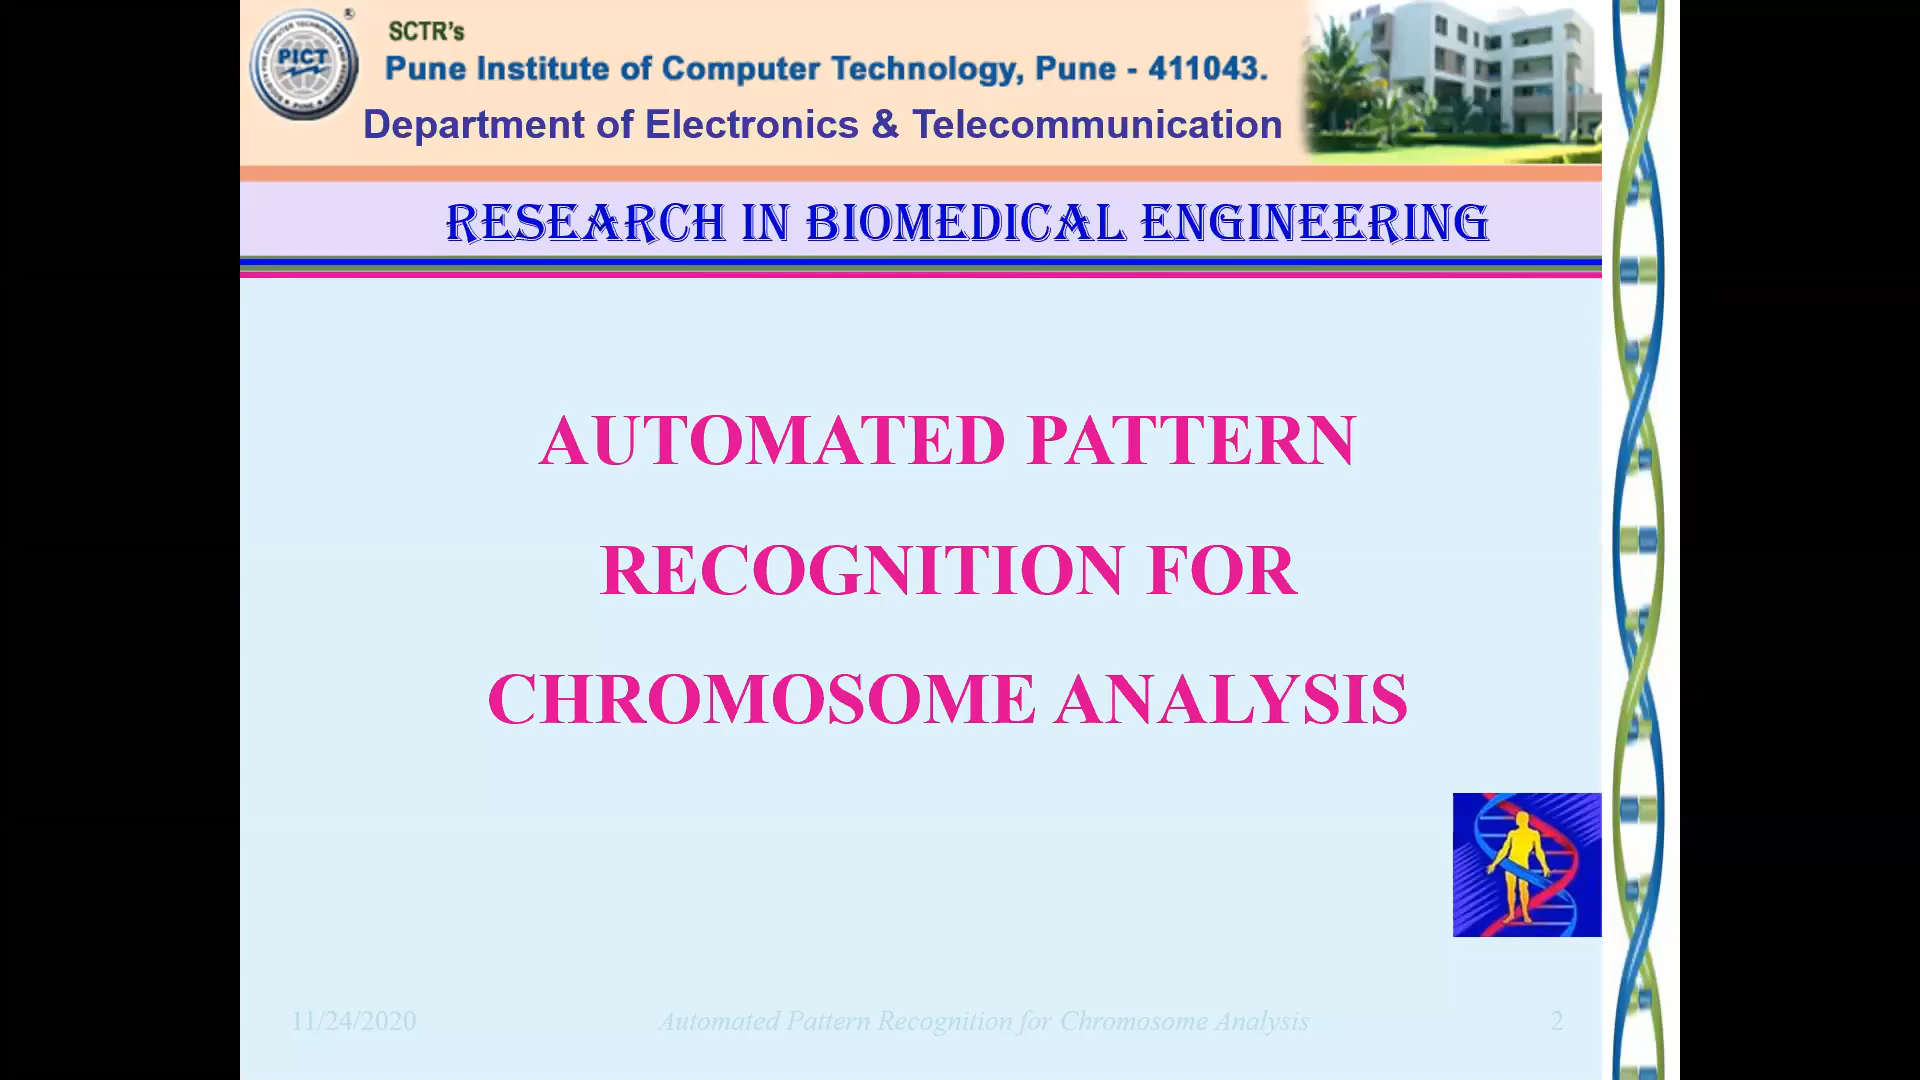 SCTR's
Pune Institute of Computer Technology, Pune - 411043.
PICT
Department of Electronics & Telecommunication
RESEARCH IN BIOMEDICAL ENGINEERING
AUTOMATED PATTERN
RECOGNITION FOR
CHROMOSOME ANALYSIS
11/24/2020 Automated Pattern Recognition for Chromosome Analysis 2